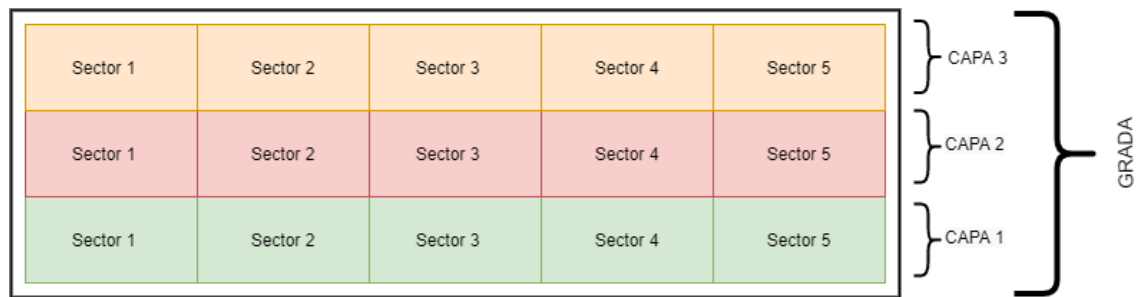 Sector 1 Sector 2 Sector 3 Sector 4 Sector 5 CAPA 3
Sector 1 Sector 2 Sector 3 Sector 4 Sector 5 CAPA 2
Sector 1 Sector 2 Sector 3 Sector 4 Sector 5 CAPA 1
GRADA